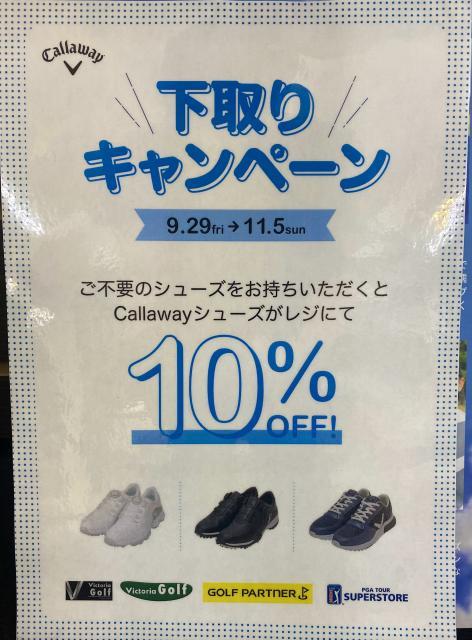 Callaway
下取り
キャンペーン
9.29fri→11.5sun
ご不要のシューズをお持ちいただくと
Callawayシューズがレジにて
10%
OFF!
Victoria
Golf
Victoria Golf
GOLF PARTNER
PGA TOUR
SUPERSTORE